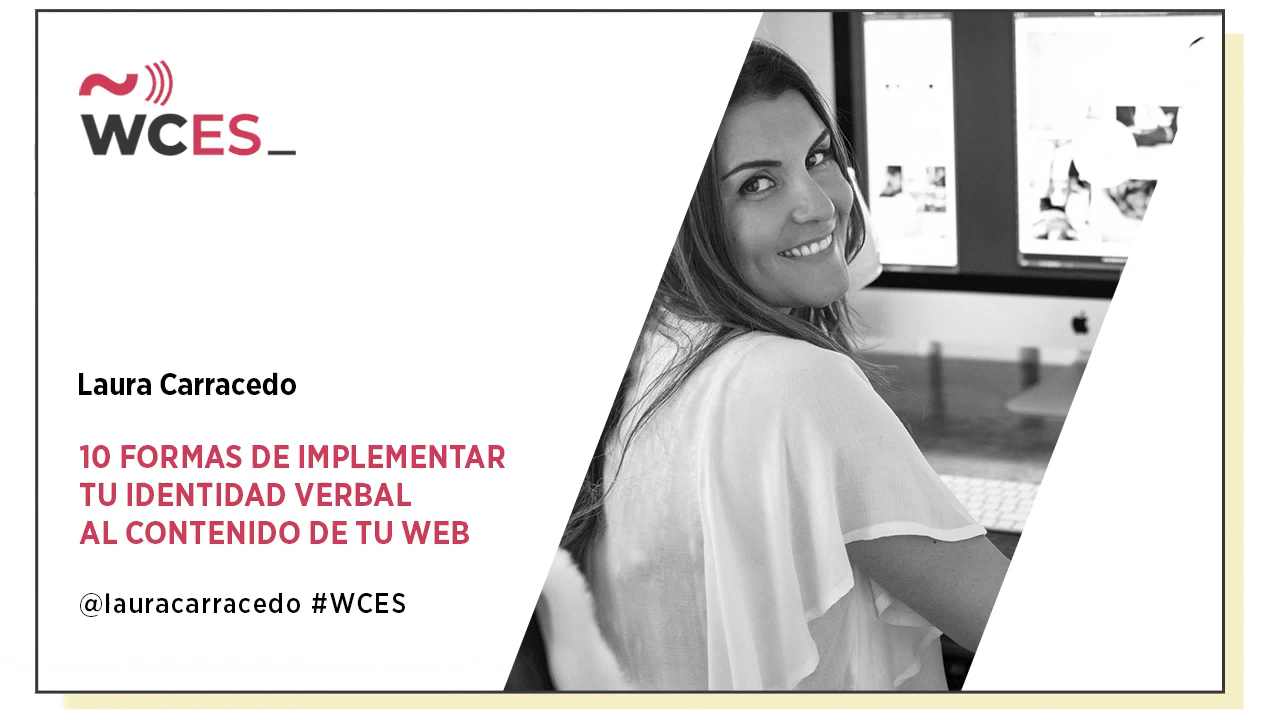 WCES_
Laura Carracedo
10 FORMAS DE IMPLEMENTAR
TU IDENTIDAD VERBAL
AL CONTENIDO DE TU WEB
@lauracarracedo #WCES